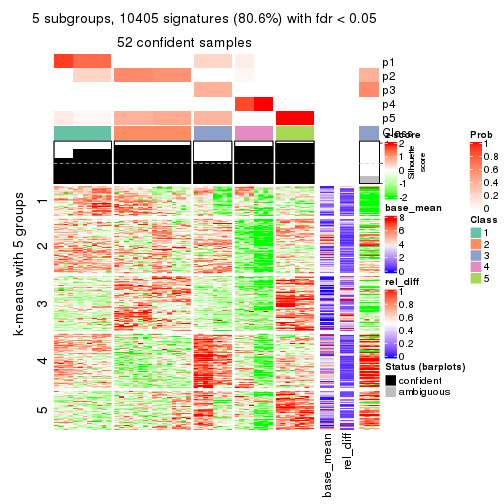 5 subgroups, 10405 signatures (80.6%) with fdr < 0.05
52 confident samples
p1
p2
p3
p4
p5
Class
Silhouette
score
k-means with 5 groups
1
2
3
4
5
base_mean
rel_diff
z-score
2
1
0
-1
-2
base_mean
8
6
4
2
0
rel_diff
1
0.8
0.6
0.4
0.2
0
Status (barplots)
confident
ambiguous
Prob
1
0.8
0.6
0.4
0.2
0
Class
1
2
3
4
5